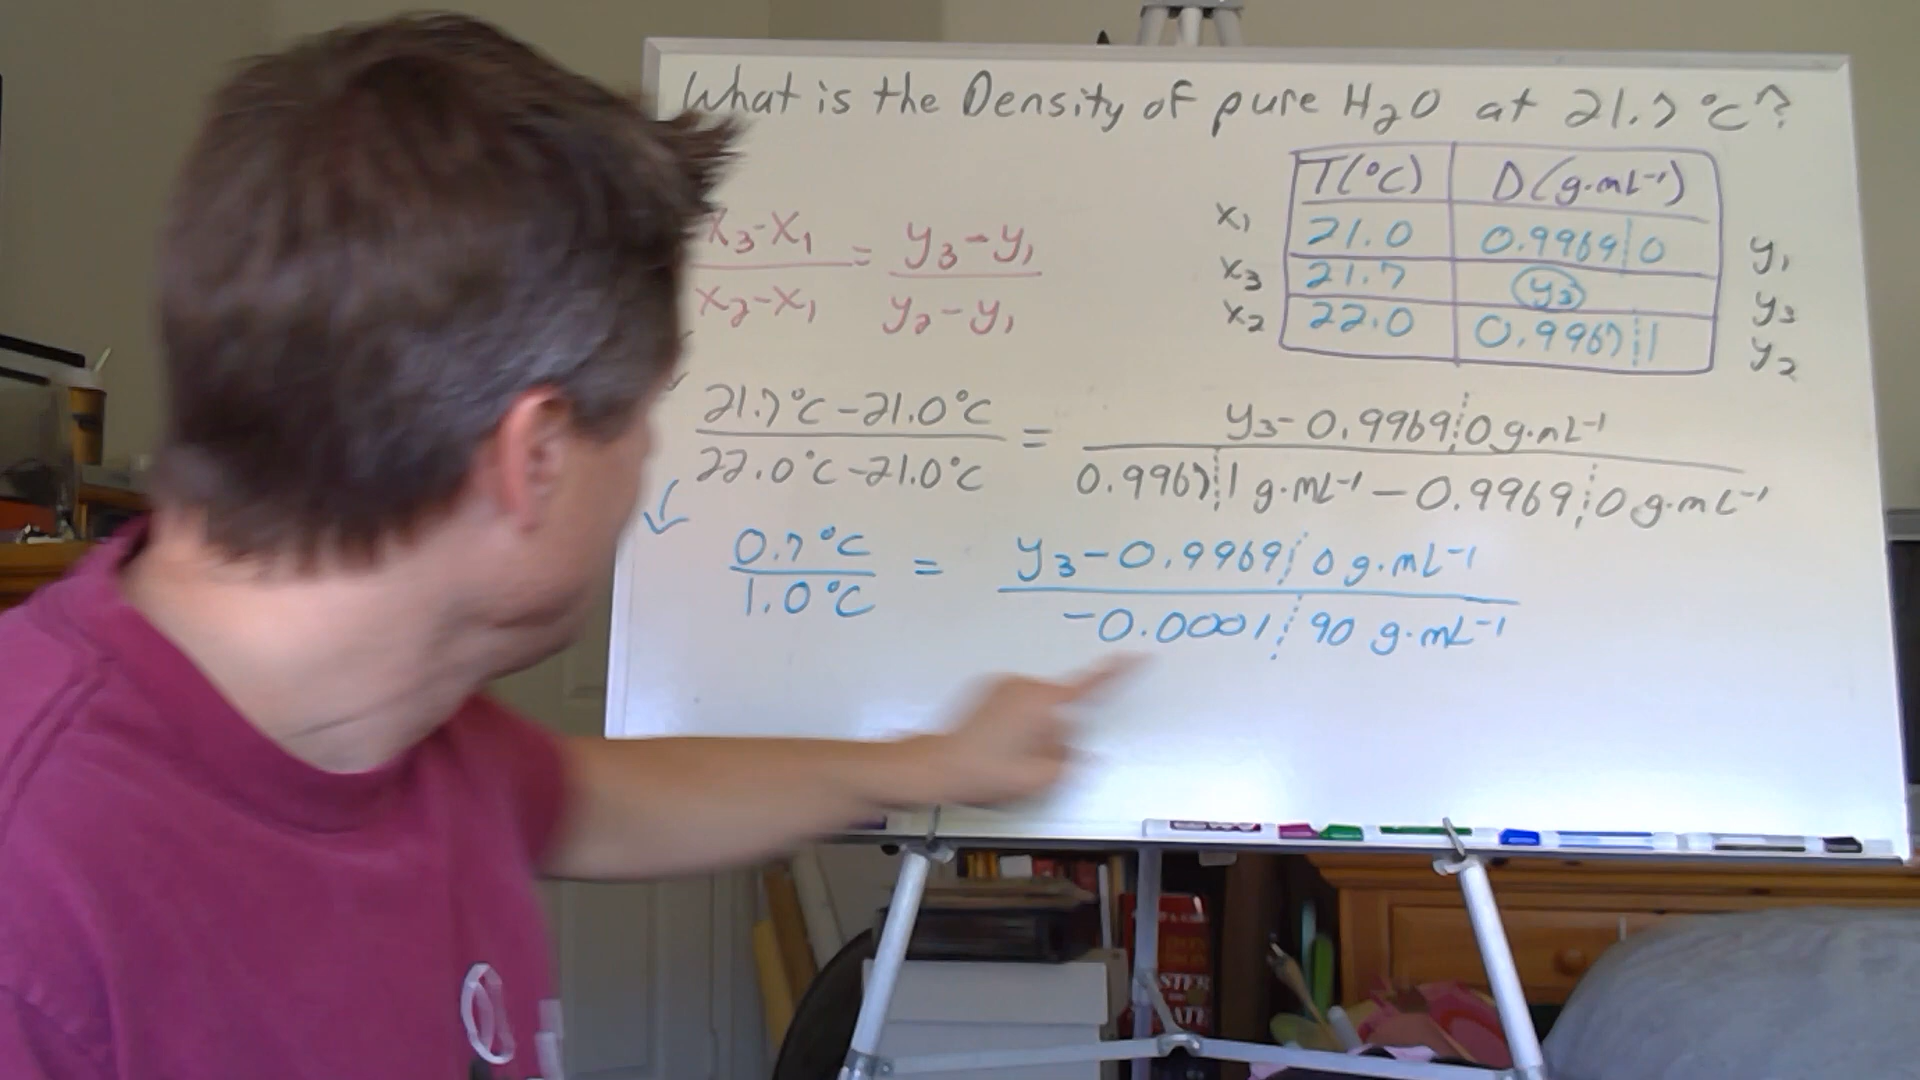 What is the Density of pure H₂O at 21.7 °C?
T(°C) D(g·mL⁻¹)
x₁ 21.0 0.9969¦0 y₁
x₃ 21.7 y₃ y₃
x₂ 22.0 0.9967¦1 y₂
x₃-x₁ = y₃-y₁
x₂-x₁ y₂-y₁
21.7°C-21.0°C = y₃-0.9969¦0 g·mL⁻¹
22.0°C-21.0°C 0.9967¦1 g·mL⁻¹-0.9969¦0 g·mL⁻¹
0.7°C = y₃-0.9969¦0 g·mL⁻¹
1.0°C -0.0001¦90 g·mL⁻¹